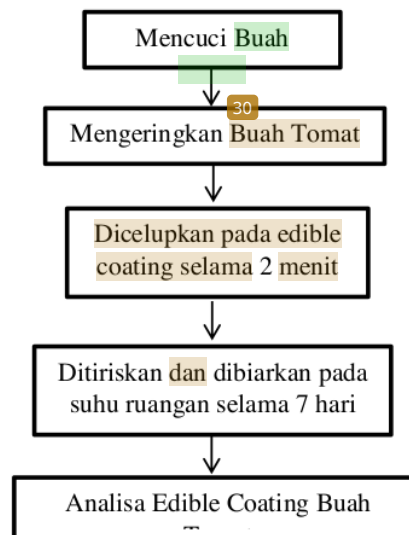 Mencuci Buah
30
Mengeringkan Buah Tomat
Dicelupkan pada edible
coating selama 2 menit
Ditiriskan dan dibiarkan pada
suhu ruangan selama 7 hari
Analisa Edible Coating Buah